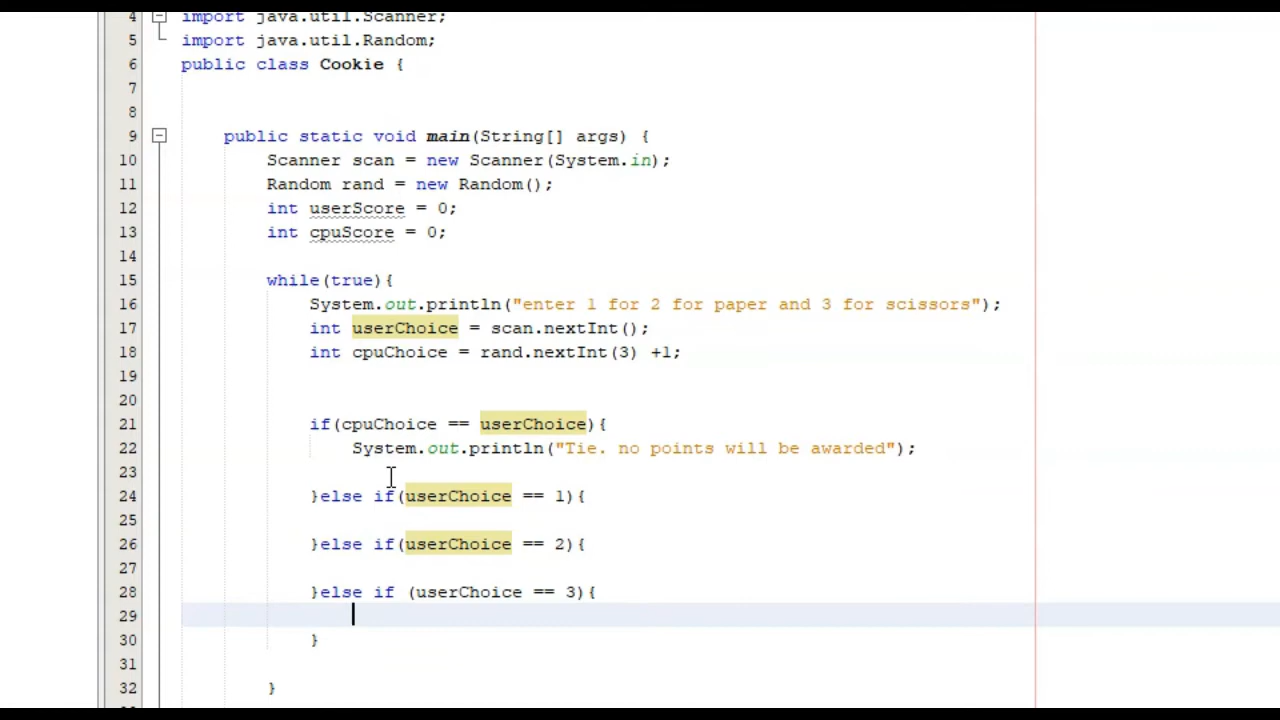 4 import java.util.Scanner;
5 import java.util.Random;
6 public class Cookie {
7
8
9 public static void main(String[] args) {
10 Scanner scan = new Scanner(System.in);
11 Random rand = new Random();
12 int userScore = 0;
13 int cpuScore = 0;
14
15 while(true){
16 System.out.println("enter 1 for 2 for paper and 3 for scissors");
17 int userChoice = scan.nextInt();
18 int cpuChoice = rand.nextInt(3) +1;
19
20
21 if(cpuChoice == userChoice){
22 System.out.println("Tie. no points will be awarded");
23
24 }else if(userChoice == 1){
25
26 }else if(userChoice == 2){
27
28 }else if (userChoice == 3){
29
30 }
31
32 }